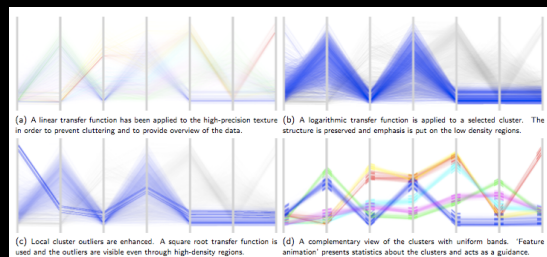 (a) A linear transfer function has been applied to the high-precision texture
in order to prevent cluttering and to provide overview of the data.
(b) A logarithmic transfer function is applied to a selected cluster. The
structure is preserved and emphasis is put on the low density regions.
(c) Local cluster outliers are enhanced. A square root transfer function is
used and the outliers are visible even through high-density regions.
(d) A complementary view of the clusters with uniform bands. 'Feature
animation' presents statistics about the clusters and acts as a guidance.